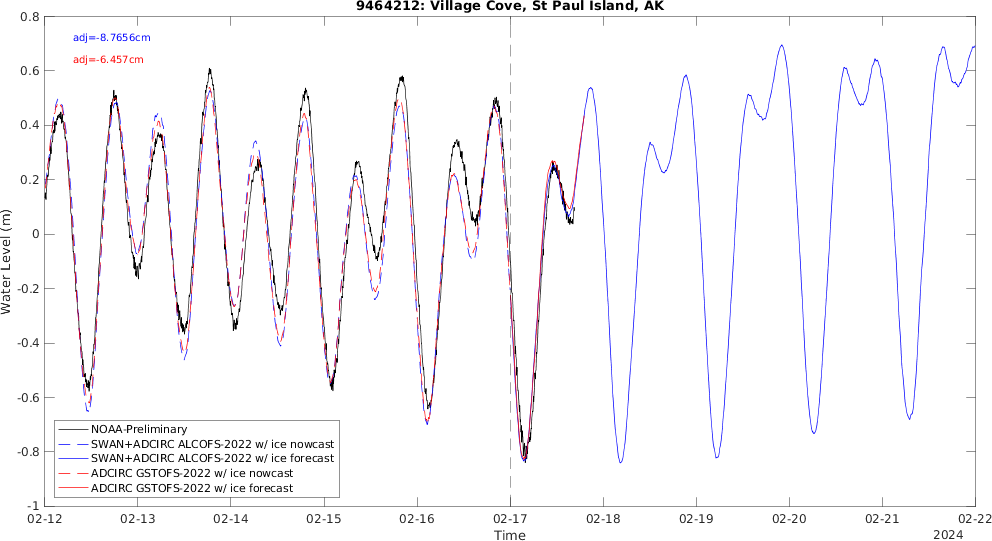 9464212: Village Cove, St Paul Island, AK
adj=-8.7656cm
adj=-6.457cm
0.8
0.6
0.4
0.2
0
-0.2
-0.4
-0.6
-0.8
-1
Water Level (m)
NOAA-Preliminary
SWAN+ADCIRC ALCOFS-2022 w/ ice nowcast
SWAN+ADCIRC ALCOFS-2022 w/ ice forecast
ADCIRC GSTOFS-2022 w/ ice nowcast
ADCIRC GSTOFS-2022 w/ ice forecast
02-12 02-13 02-14 02-15 02-16 02-17 02-18 02-19 02-20 02-21 02-22
Time
2024